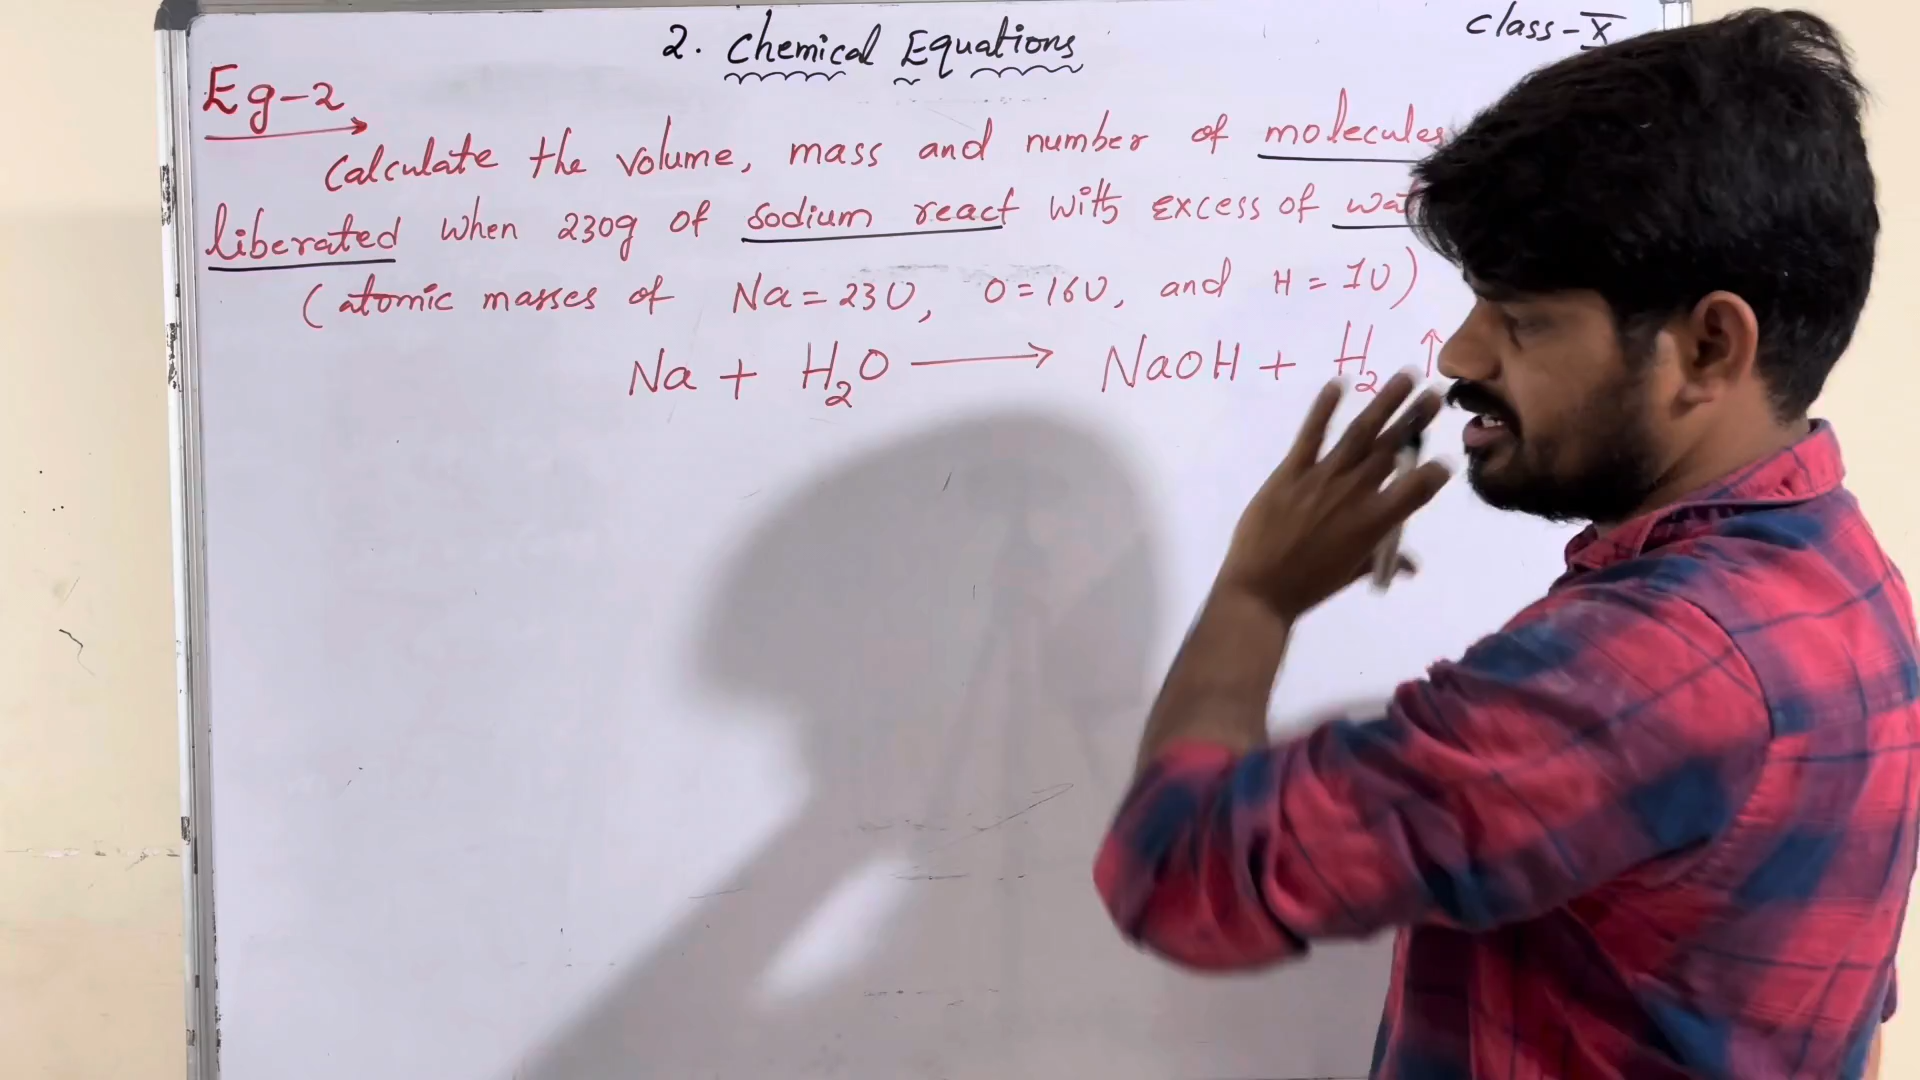 2. Chemical Equations
Class-X
Eg-2
Calculate the volume, mass and number of molecules
liberated when 230g of sodium react with excess of
(atomic masses of Na=23U, O=16U, and H=1U)
Na + H₂O ⟶ NaOH + H₂ ↑